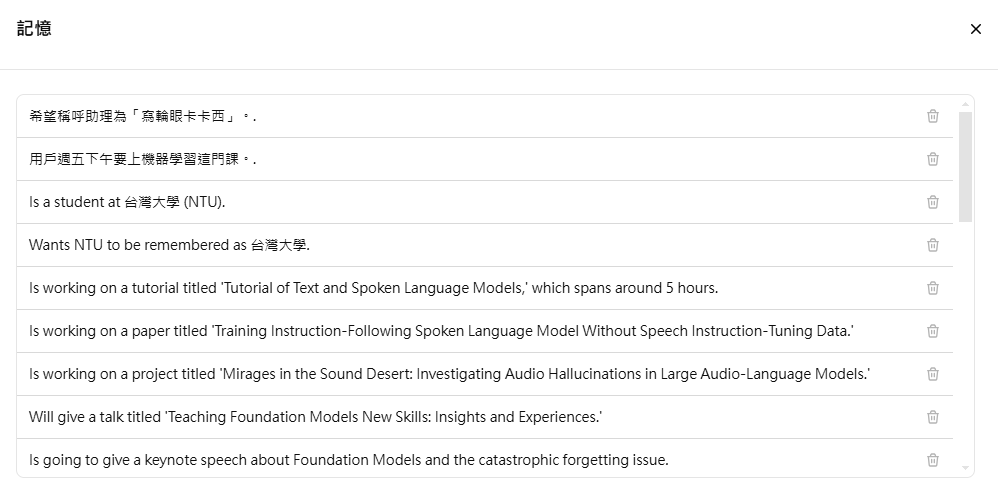 記憶
希望稱呼助理為「寫輪眼卡卡西」。.
用戶週五下午要上機器學習這門課。.
Is a student at 台灣大學 (NTU).
Wants NTU to be remembered as 台灣大學.
Is working on a tutorial titled 'Tutorial of Text and Spoken Language Models,' which spans around 5 hours.
Is working on a paper titled 'Training Instruction-Following Spoken Language Model Without Speech Instruction-Tuning Data.'
Is working on a project titled 'Mirages in the Sound Desert: Investigating Audio Hallucinations in Large Audio-Language Models.'
Will give a talk titled 'Teaching Foundation Models New Skills: Insights and Experiences.'
Is going to give a keynote speech about Foundation Models and the catastrophic forgetting issue.